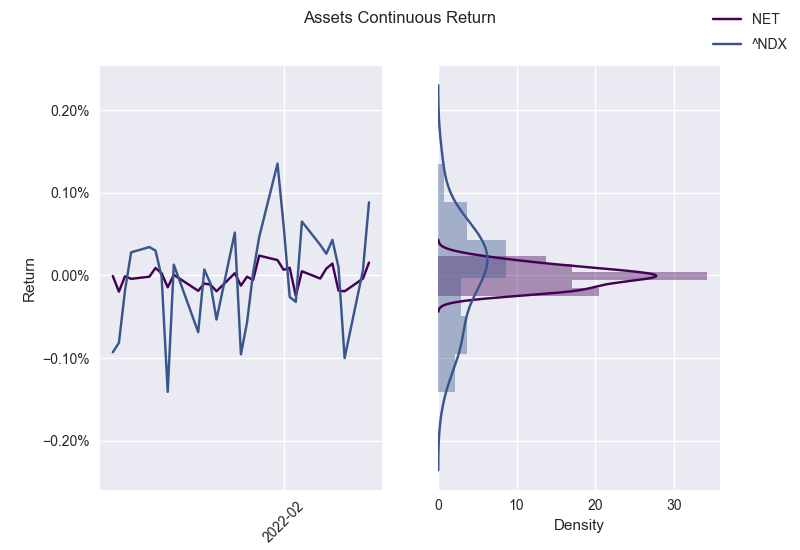 Assets Continuous Return
NET
^NDX
Return
0.20%
0.10%
0.00%
−0.10%
−0.20%
2022-02
0
10
20
30
Density